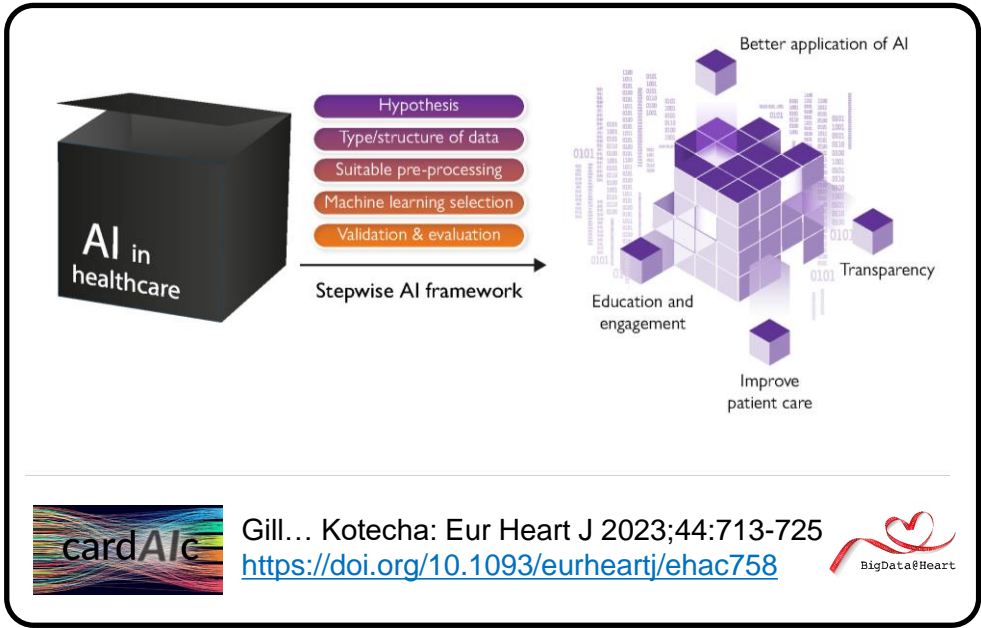 AI in
healthcare
Hypothesis
Type/structure of data
Suitable pre-processing
Machine learning selection
Validation & evaluation
Stepwise AI framework
Better application of AI
Transparency
Education and
engagement
Improve
patient care
cardAIc
Gill… Kotecha: Eur Heart J 2023;44:713-725
https://doi.org/10.1093/eurheartj/ehac758
BigData@Heart